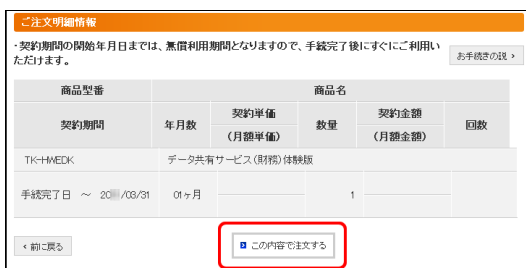 ご注文明細情報
・契約期間の開始年月日までは、無償利用期間となりますので、手続完了後にすぐにご利用い
ただけます。
お手続きの説 ›
商品型番 商品名
契約期間 年月数 契約単価 数量 契約金額 回数
(月額単価) (月額金額)
TK-HWEDK データ共有サービス(財務)体験版
手続完了日 ～ 20 /03/31 01ヶ月 1
‹ 前に戻る この内容で注文する